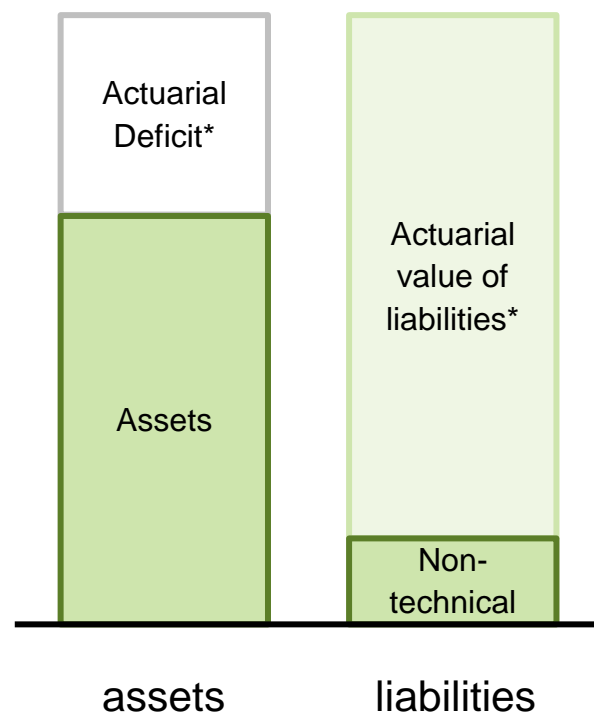 Actuarial
Deficit*
Assets
Actuarial
value of
liabilities*
Non-
technical
assets
liabilities